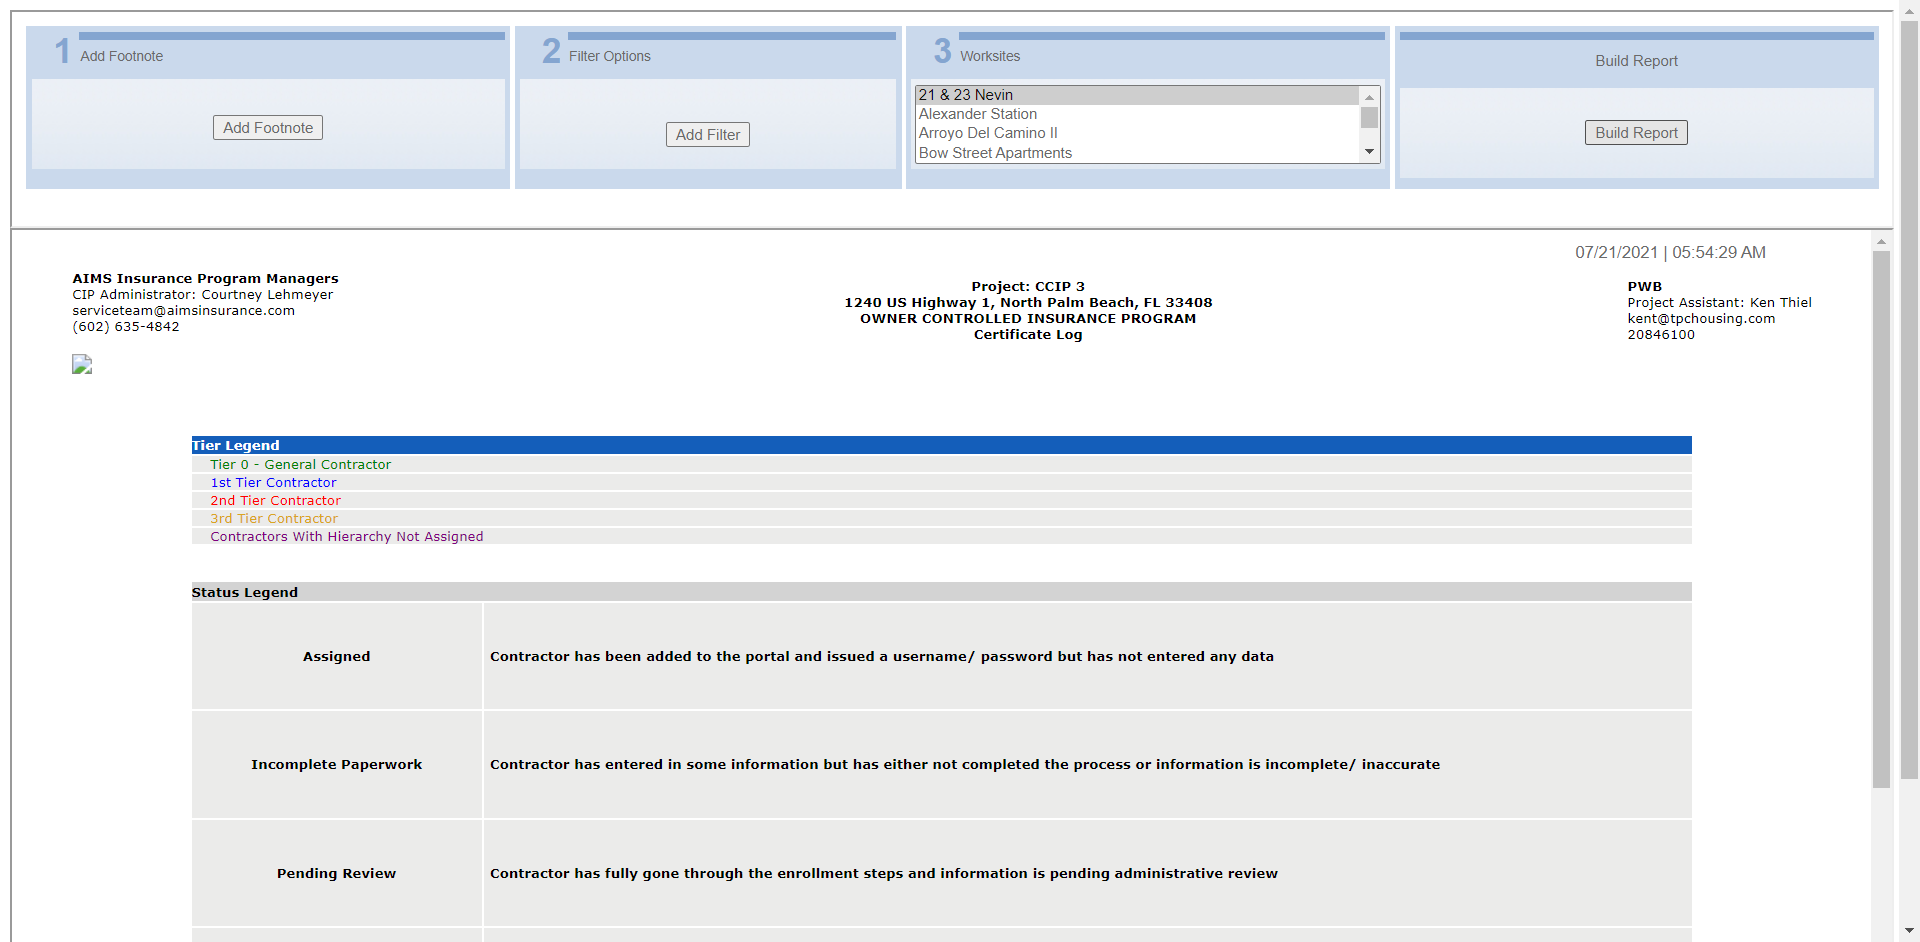 1 Add Footnote
Add Footnote
2 Filter Options
Add Filter
3 Worksites
21 & 23 Nevin
Alexander Station
Arroyo Del Camino II
Bow Street Apartments
Build Report
Build Report
07/21/2021 | 05:54:29 AM
AIMS Insurance Program Managers
CIP Administrator: Courtney Lehmeyer
serviceteam@aimsinsurance.com
(602) 635-4842
Project: CCIP 3
1240 US Highway 1, North Palm Beach, FL 33408
OWNER CONTROLLED INSURANCE PROGRAM
Certificate Log
PWB
Project Assistant: Ken Thiel
kent@tpchousing.com
20846100
Tier Legend
Tier 0 - General Contractor
1st Tier Contractor
2nd Tier Contractor
3rd Tier Contractor
Contractors With Hierarchy Not Assigned
Status Legend
Assigned
Contractor has been added to the portal and issued a username/ password but has not entered any data
Incomplete Paperwork
Contractor has entered in some information but has either not completed the process or information is incomplete/ inaccurate
Pending Review
Contractor has fully gone through the enrollment steps and information is pending administrative review